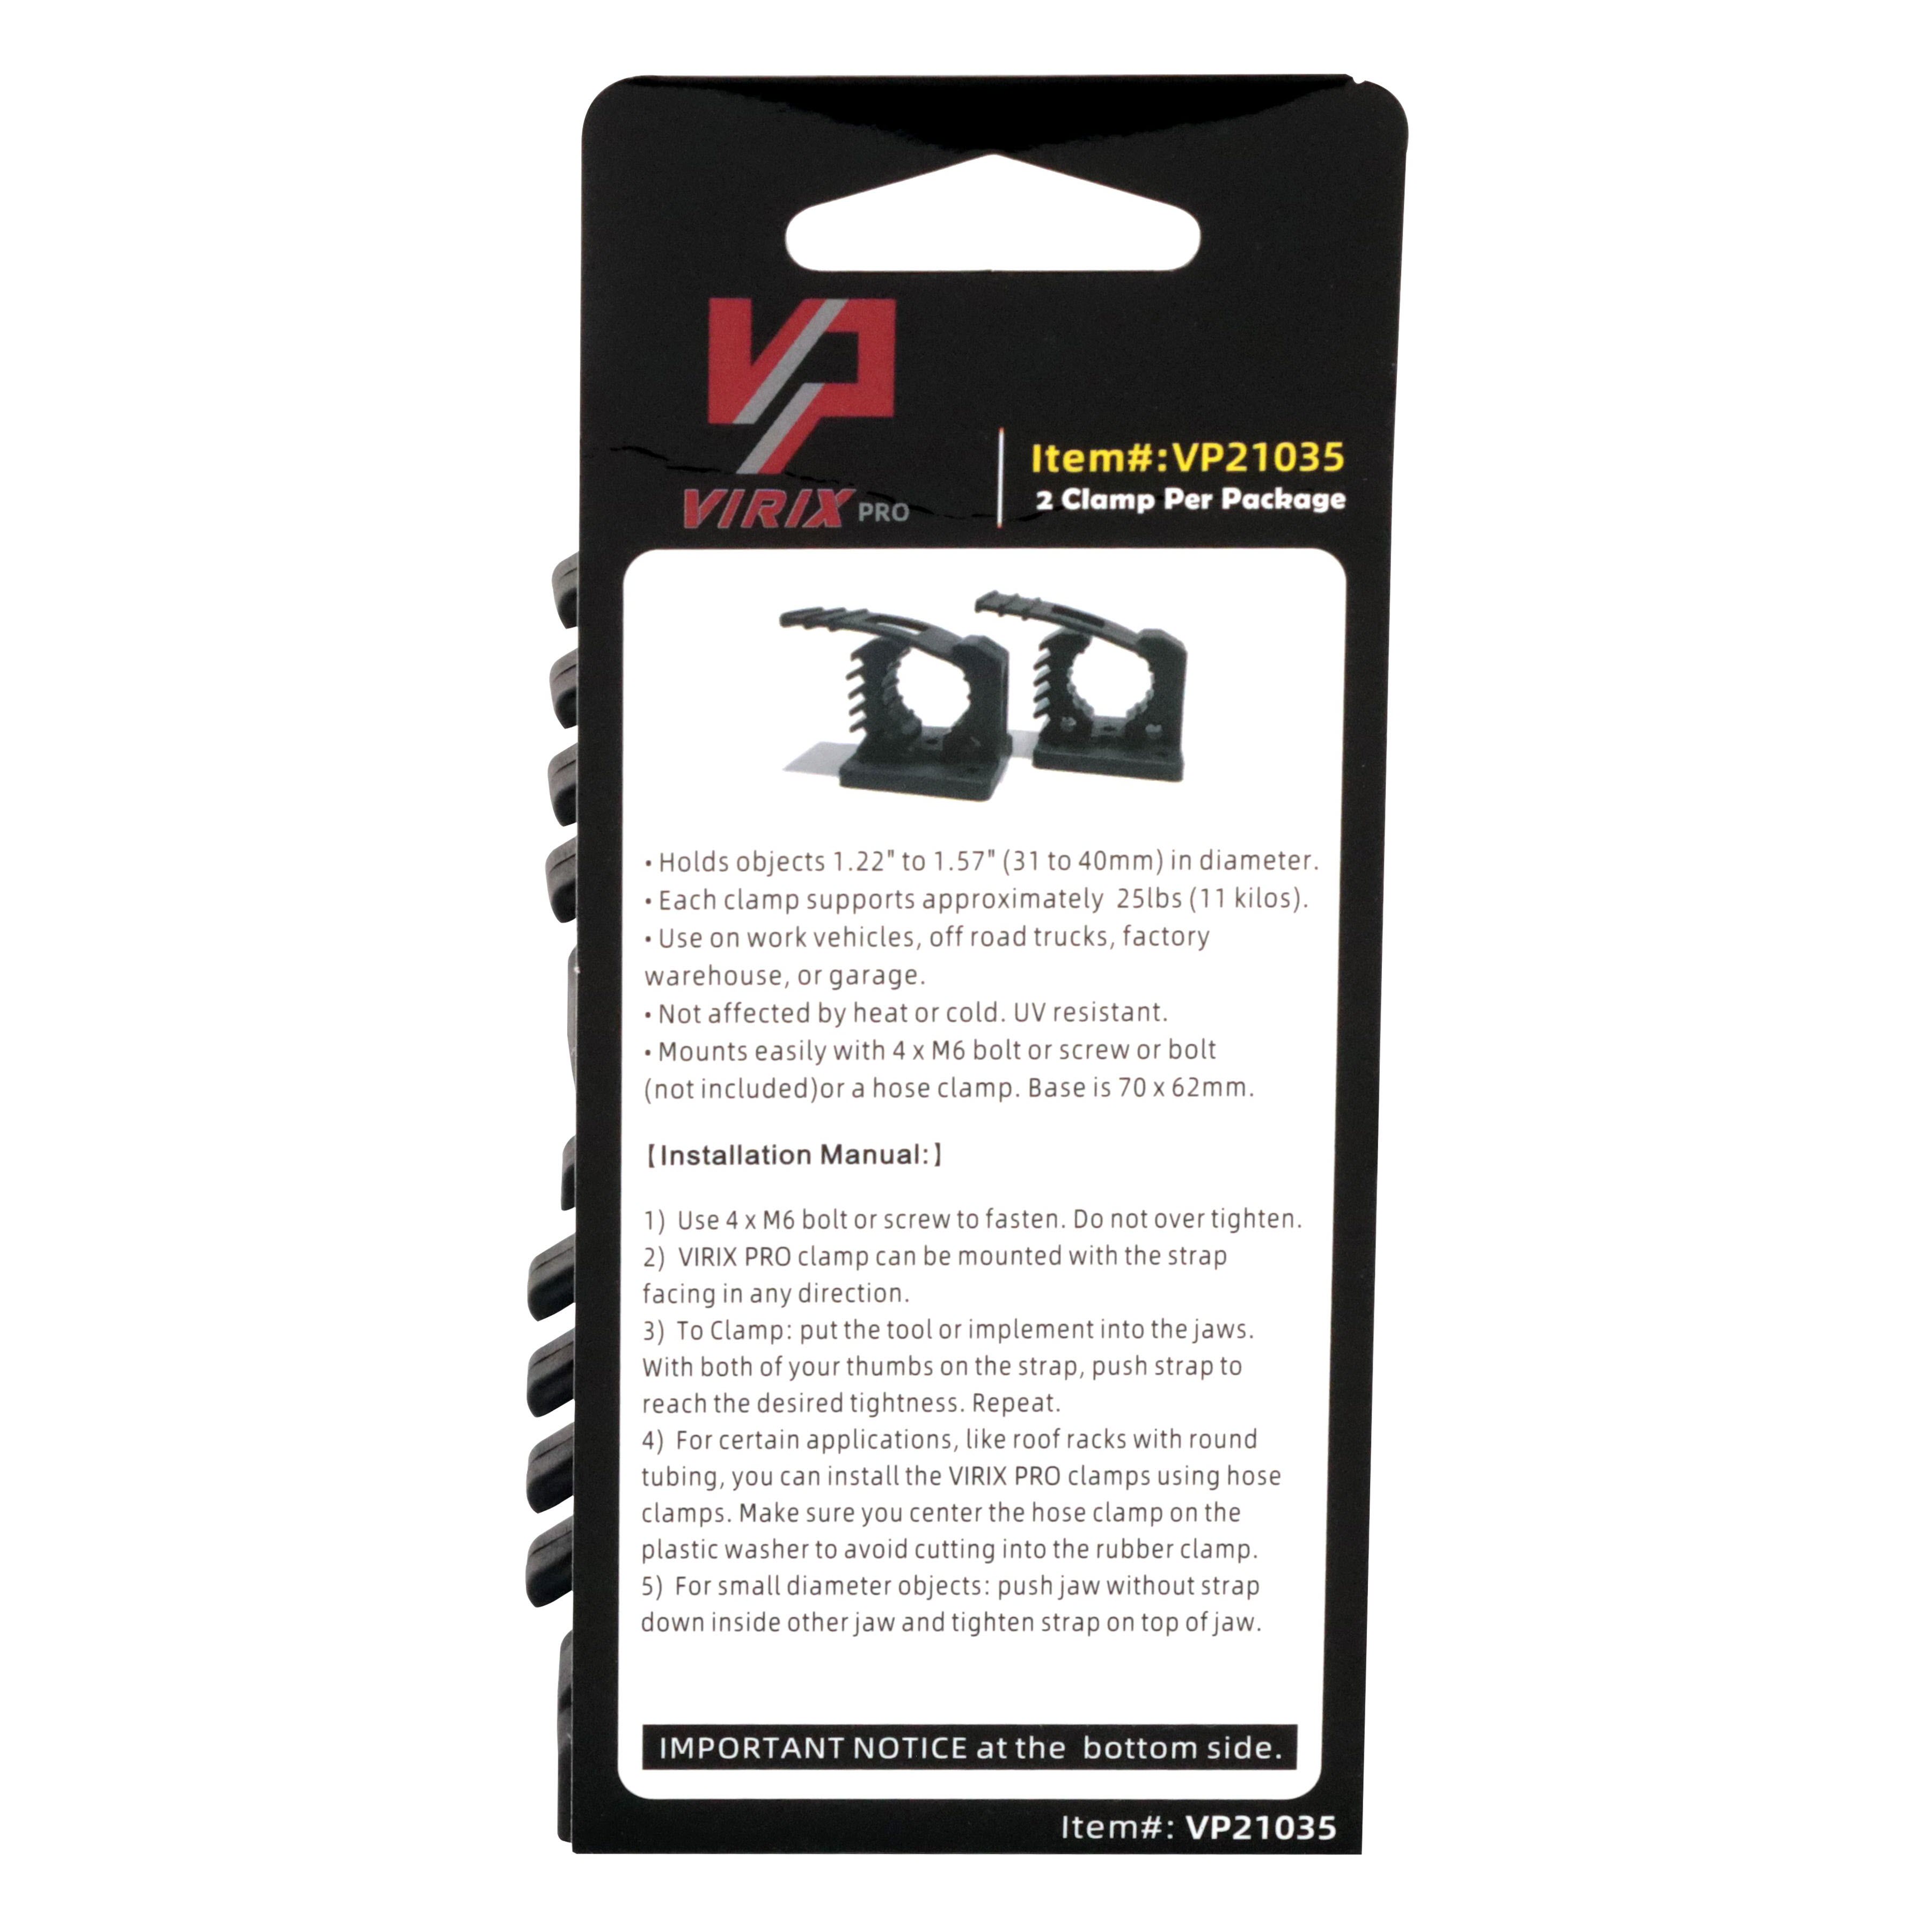 VP
VIRIX PRO
Item#:VP21035
2 Clamp Per Package
• Holds objects 1.22" to 1.57" (31 to 40mm) in diameter.
• Each clamp supports approximately 25lbs (11 kilos).
• Use on work vehicles, off road trucks, factory
warehouse, or garage.
• Not affected by heat or cold. UV resistant.
• Mounts easily with 4 x M6 bolt or screw or bolt
(not included)or a hose clamp. Base is 70 x 62mm.
【Installation Manual:】
1) Use 4 x M6 bolt or screw to fasten. Do not over tighten.
2) VIRIX PRO clamp can be mounted with the strap
facing in any direction.
3) To Clamp: put the tool or implement into the jaws.
With both of your thumbs on the strap, push strap to
reach the desired tightness. Repeat.
4) For certain applications, like roof racks with round
tubing, you can install the VIRIX PRO clamps using hose
clamps. Make sure you center the hose clamp on the
plastic washer to avoid cutting into the rubber clamp.
5) For small diameter objects: push jaw without strap
down inside other jaw and tighten strap on top of jaw.
IMPORTANT NOTICE at the bottom side.
Item#: VP21035